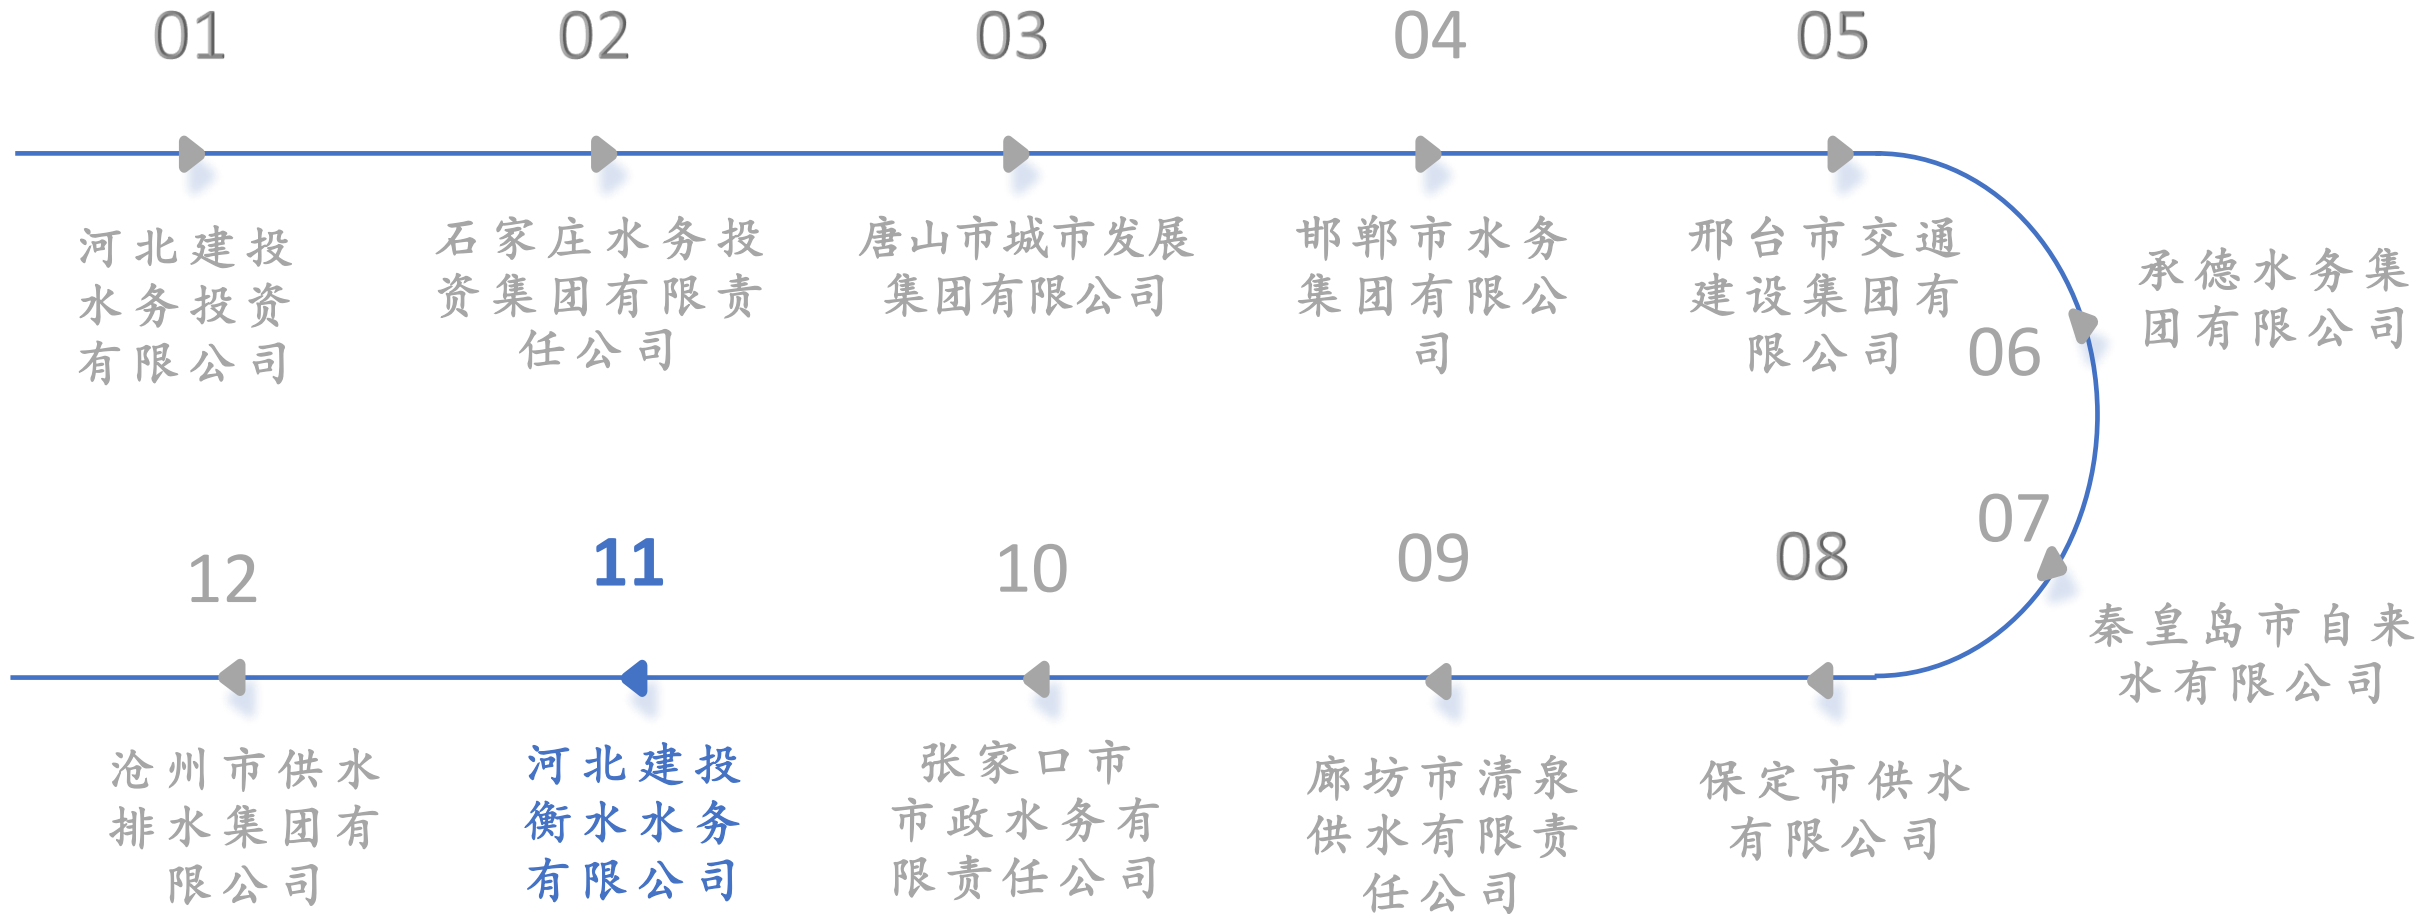 01
河北建投
水务投资
有限公司
02
石家庄水务投
资集团有限责
任公司
03
唐山市城市发展
集团有限公司
04
邯郸市水务
集团有限公
司
05
邢台市交通
建设集团有
限公司
06
承德水务集
团有限公司
07
秦皇岛市自来
水有限公司
08
保定市供水
有限公司
09
廊坊市清泉
供水有限责
任公司
10
张家口市
市政水务有
限责任公司
11
河北建投
衡水水务
有限公司
12
沧州市供水
排水集团有
限公司